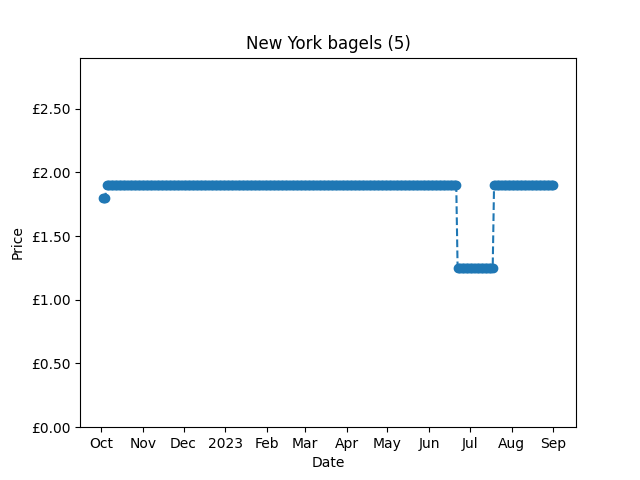 New York bagels (5)
£2.50
£2.00
£1.50
£1.00
£0.50
£0.00
Price
Oct Nov Dec 2023 Feb Mar Apr May Jun Jul Aug Sep
Date